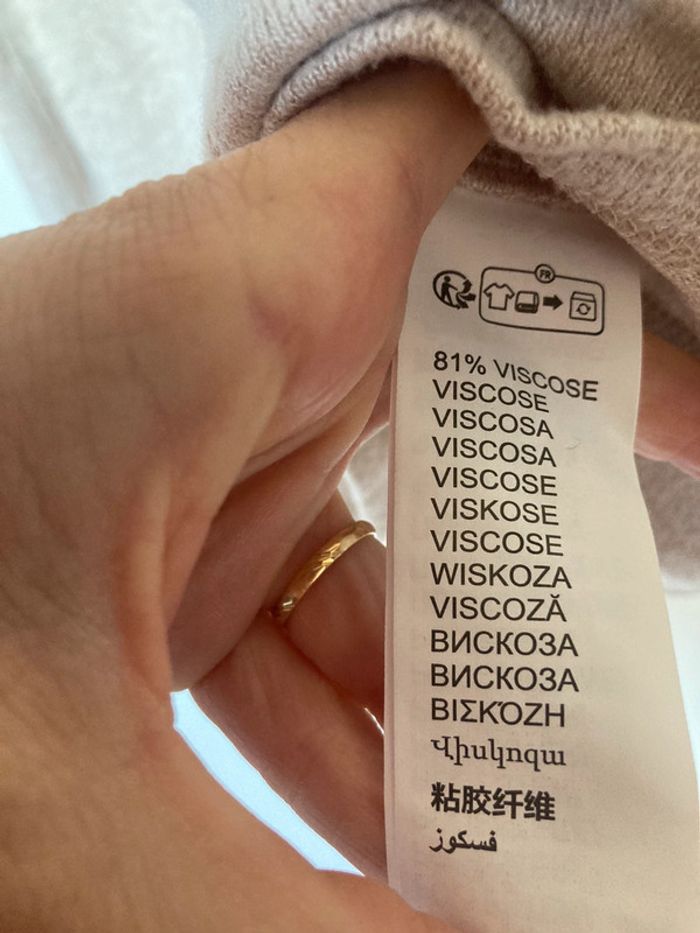 FR
81% VISCOSE
VISCOSE
VISCOSA
VISCOSA
VISCOSE
VISKOSE
VISCOSE
WISKOZA
VISCOZĂ
ВИСКОЗА
ВИСКОЗА
ΒΙΣΚΌΖΗ
Վիսկոզա
粘胶纤维
فسكوز